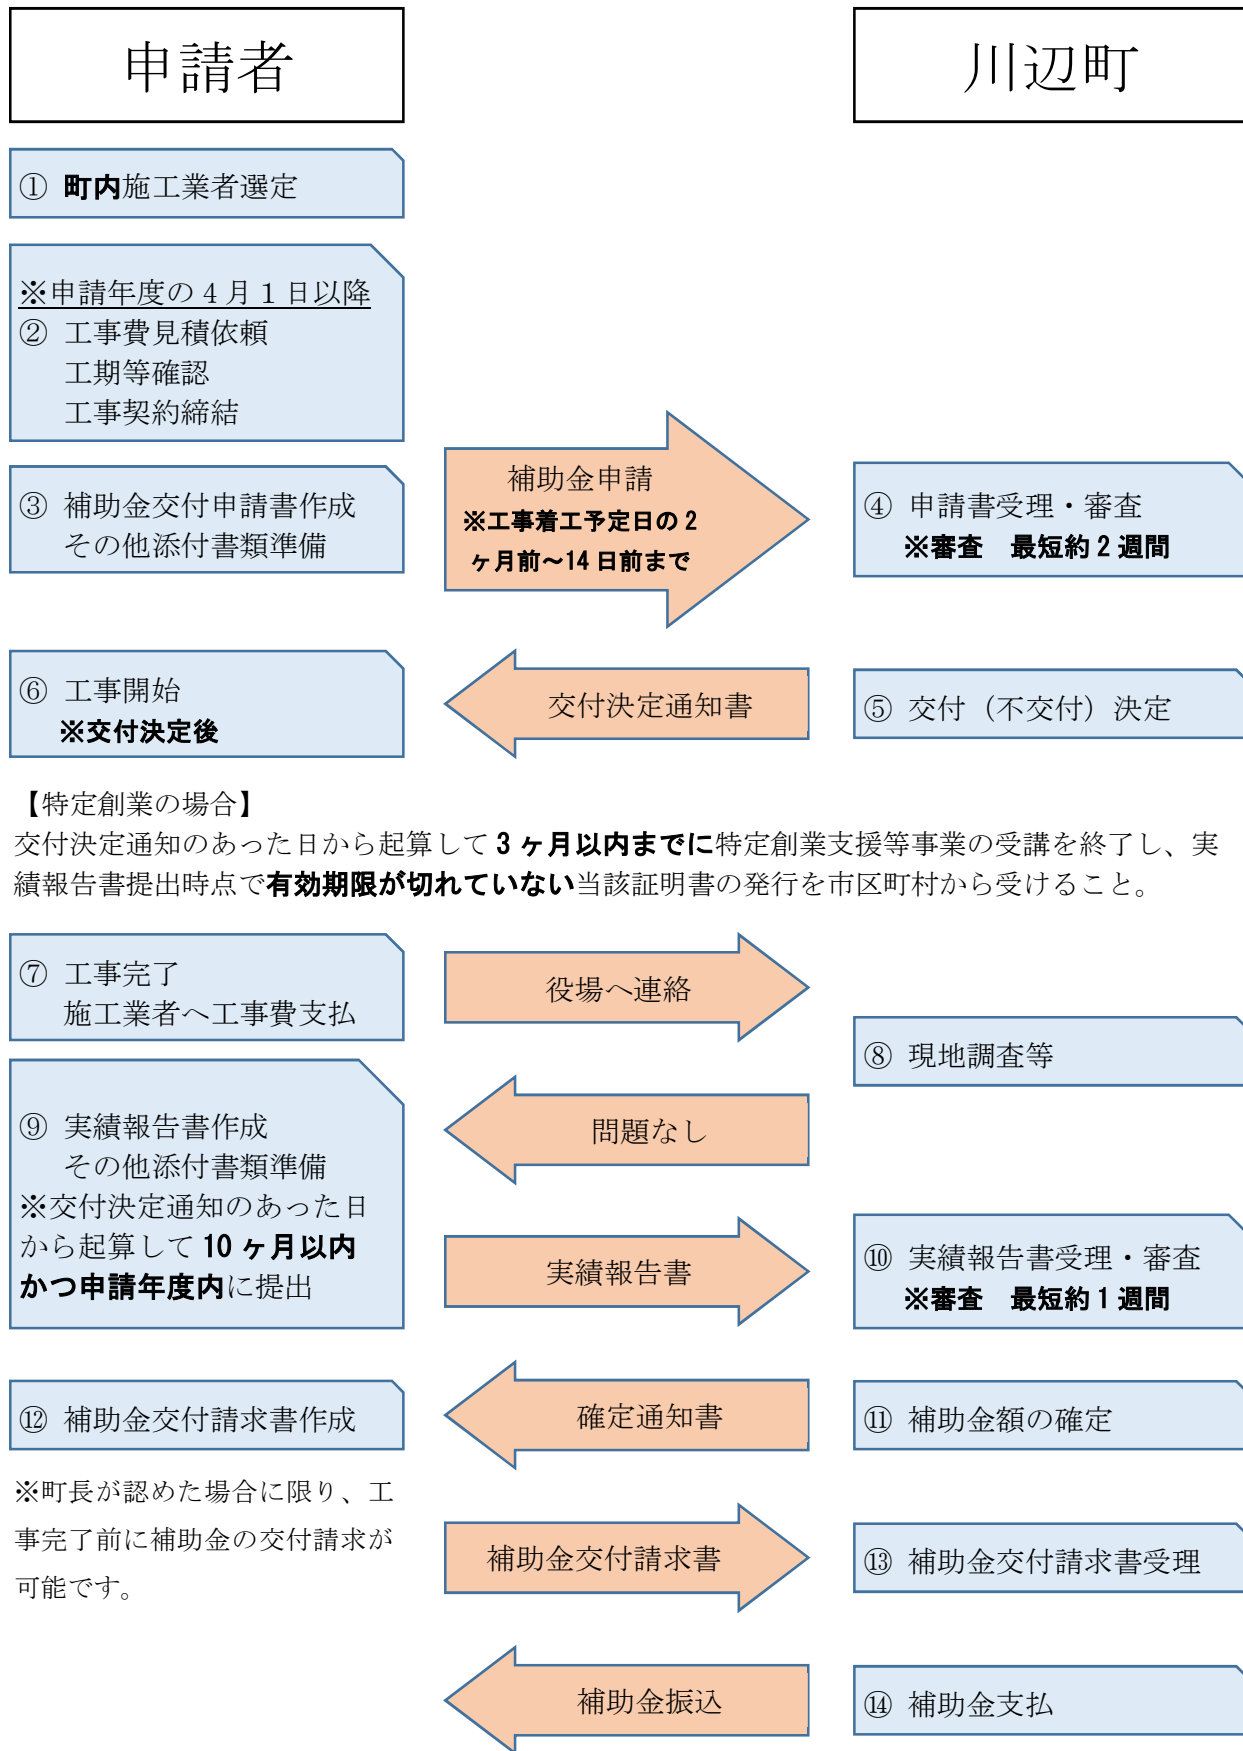 申請者
川辺町
① 町内施工業者選定
※申請年度の4月1日以降
② 工事費見積依頼
工期等確認
工事契約締結
③ 補助金交付申請書作成
その他添付書類準備
補助金申請
※工事着工予定日の2
ヶ月前～14日前まで
④ 申請書受理・審査
※審査　最短約2週間
⑥ 工事開始
※交付決定後
交付決定通知書
⑤ 交付（不交付）決定
【特定創業の場合】
交付決定通知のあった日から起算して3ヶ月以内までに特定創業支援等事業の受講を終了し、実
績報告書提出時点で有効期限が切れていない当該証明書の発行を市区町村から受けること。
⑦ 工事完了
施工業者へ工事費支払
役場へ連絡
⑧ 現地調査等
問題なし
⑨ 実績報告書作成
その他添付書類準備
※交付決定通知のあった日
から起算して10ヶ月以内
かつ申請年度内に提出
実績報告書
⑩ 実績報告書受理・審査
※審査　最短約1週間
⑫ 補助金交付請求書作成
確定通知書
⑪ 補助金額の確定
※町長が認めた場合に限り、工
事完了前に補助金の交付請求が
可能です。
補助金交付請求書
⑬ 補助金交付請求書受理
補助金振込
⑭ 補助金支払